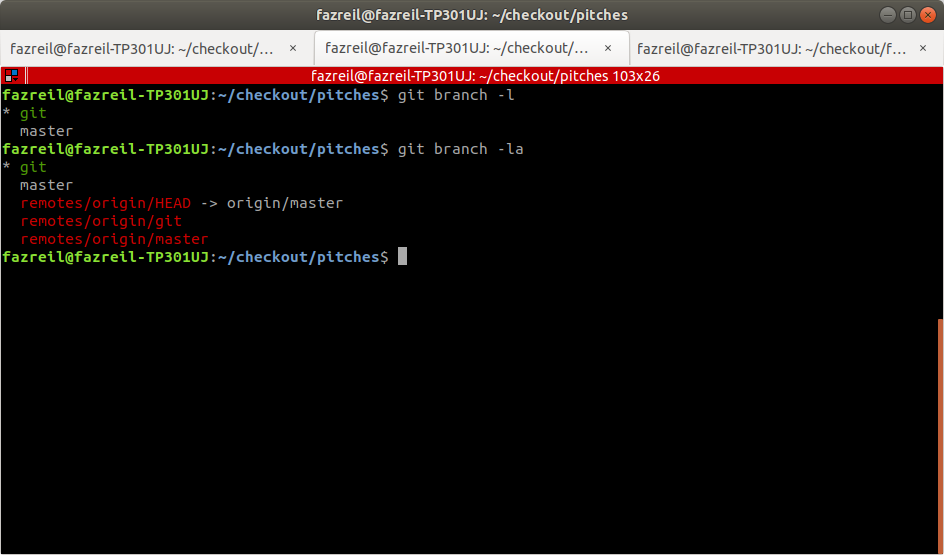 fazreil@fazreil-TP301UJ: ~/checkout/pitches
fazreil@fazreil-TP301UJ: ~/checkout/… × fazreil@fazreil-TP301UJ: ~/checkout/… × fazreil@fazreil-TP301UJ: ~/checkout/f… ×
fazreil@fazreil-TP301UJ: ~/checkout/pitches 103x26
fazreil@fazreil-TP301UJ:~/checkout/pitches$ git branch -l
* git
  master
fazreil@fazreil-TP301UJ:~/checkout/pitches$ git branch -la
* git
  master
  remotes/origin/HEAD -> origin/master
  remotes/origin/git
  remotes/origin/master
fazreil@fazreil-TP301UJ:~/checkout/pitches$